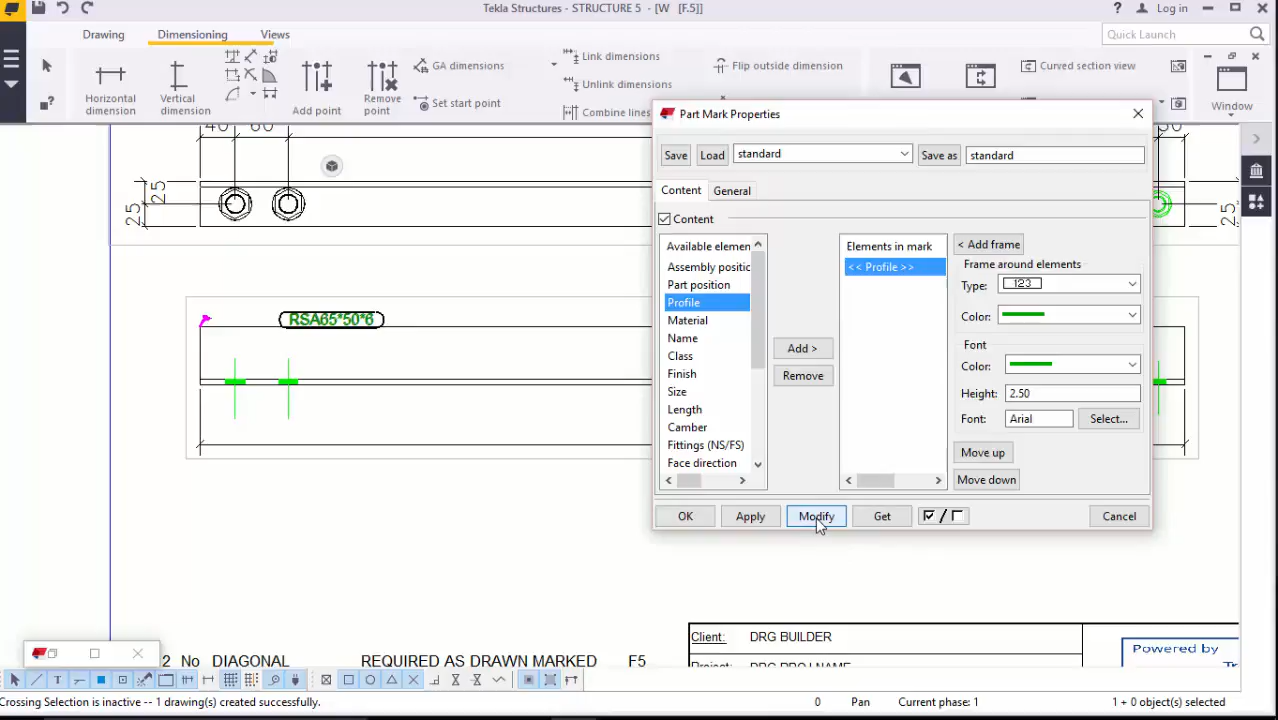 Tekla Structures - STRUCTURE 5 - [W [F.5]]
Log in
Drawing Dimensioning Views
Quick Launch
Horizontal dimension
Vertical dimension
Add point
Remove point
GA dimensions
Set start point
Link dimensions
Unlink dimensions
Combine lines
Flip outside dimension
Curved section view
Window
Part Mark Properties
Save Load standard Save as standard
Content General
Content
Available elemen
Assembly positic
Part position
Profile
Material
Name
Class
Finish
Size
Length
Camber
Fittings (NS/FS)
Face direction
Add >
Remove
Elements in mark
<< Profile >>
< Add frame
Frame around elements
Type: 123
Color:
Font
Color:
Height: 2.50
Font: Arial Select...
Move up
Move down
OK Apply Modify Get / Cancel
40 60
25
25
25
RSA65*50*6
2 No DIAGONAL REQUIRED AS DRAWN MARKED F5
Client: DRG BUILDER
Project: DRG PROJ NAME
Powered by
Crossing Selection is inactive -- 1 drawing(s) created successfully.
0 Pan Current phase: 1 1 + 0 object(s) selected